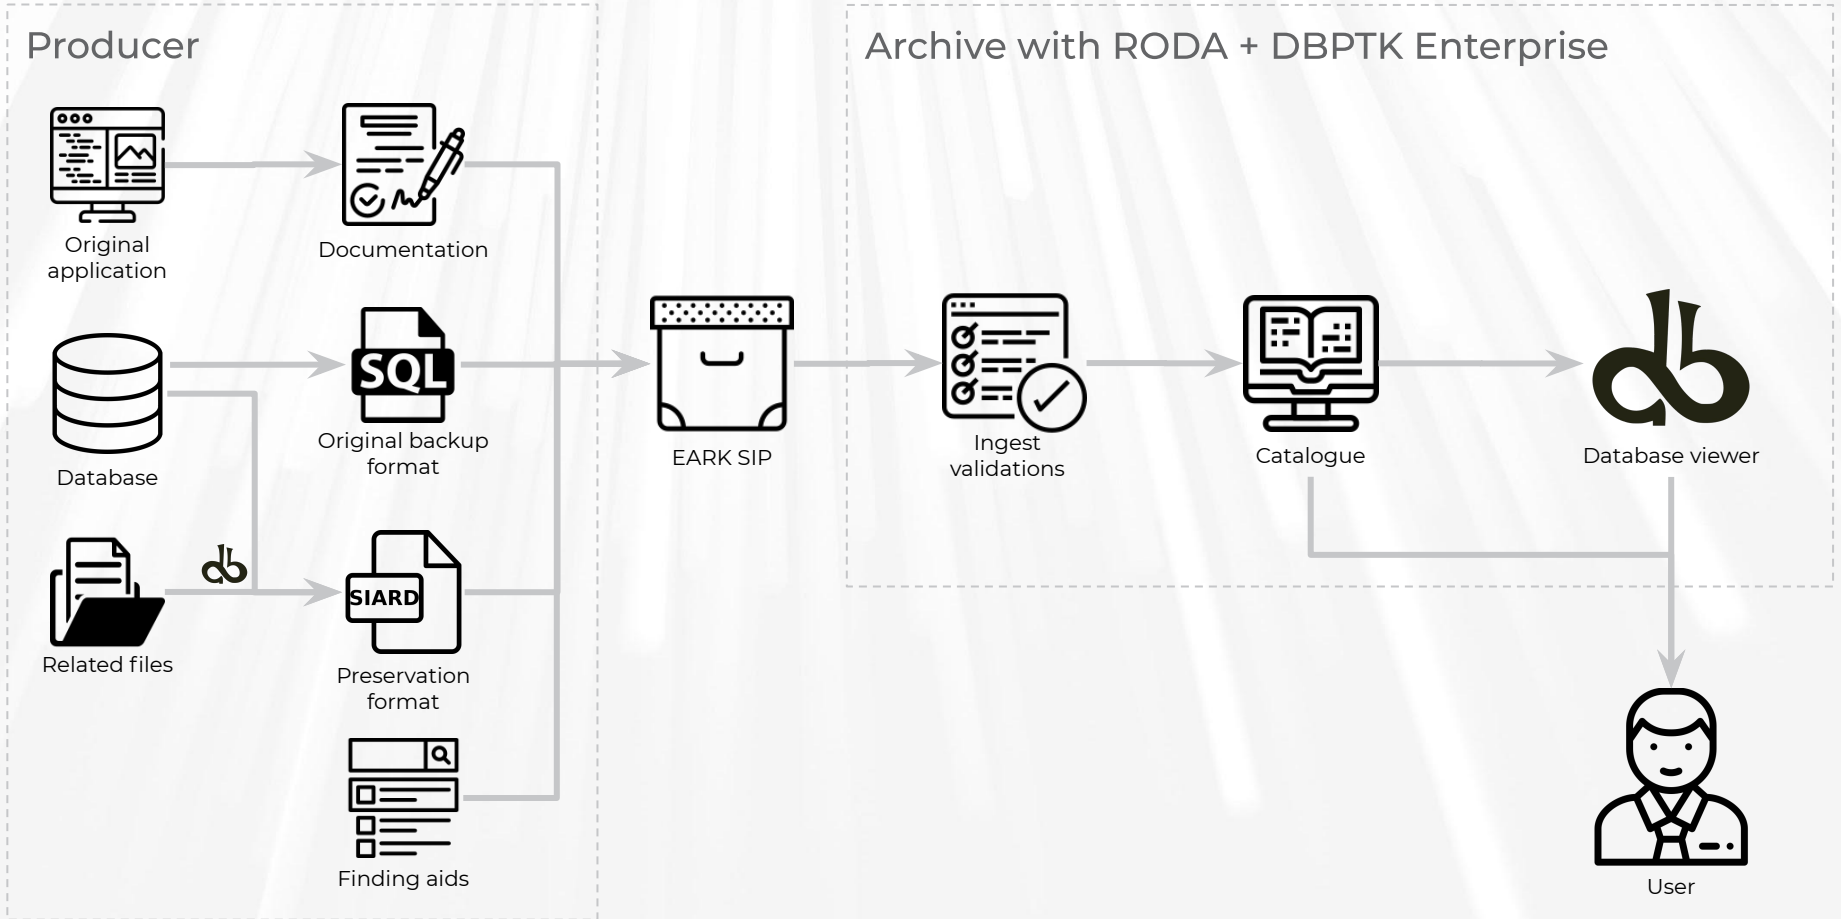 Producer
Archive with RODA + DBPTK Enterprise
Original
application
Documentation
Database
SQL
Original backup
format
EARK SIP
Ingest
validations
Catalogue
Database viewer
Related files
SIARD
Preservation
format
Finding aids
User